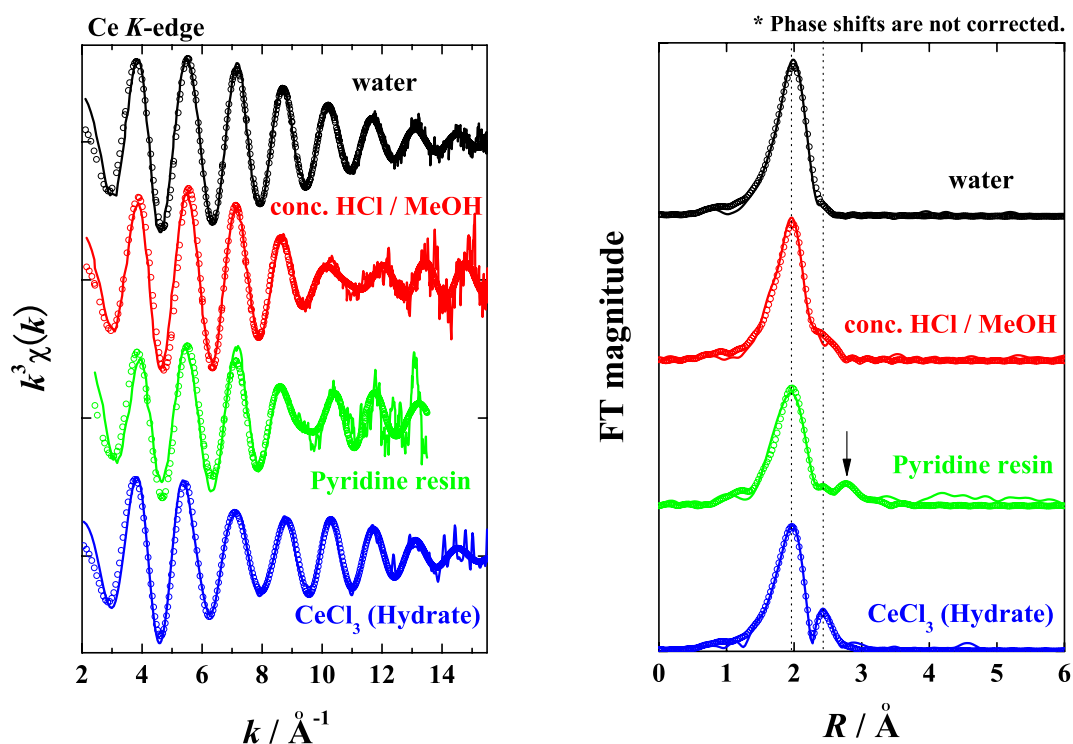 Ce K-edge
water
conc. HCl / MeOH
Pyridine resin
CeCl₃ (Hydrate)
k³χ(k)
2 4 6 8 10 12 14
k / Å⁻¹
* Phase shifts are not corrected.
water
conc. HCl / MeOH
Pyridine resin
CeCl₃ (Hydrate)
FT magnitude
0 1 2 3 4 5 6
R / Å